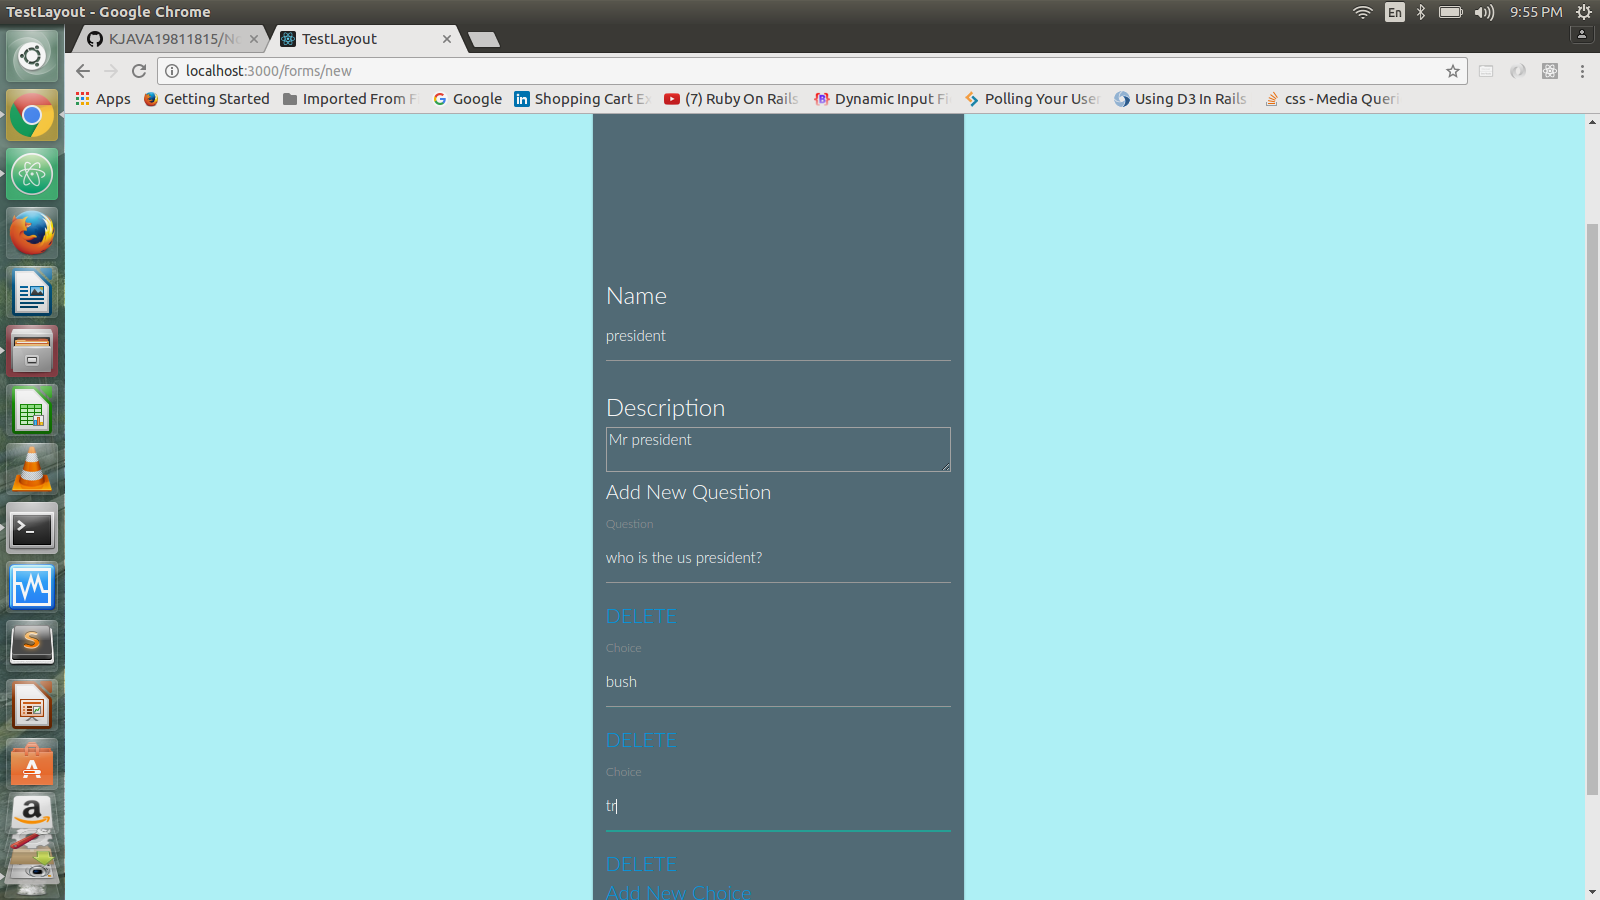 TestLayout - Google Chrome
En
9:55 PM
KJAVA19811815/N
TestLayout
localhost:3000/forms/new
Apps
Getting Started
Imported From F
Google
Shopping Cart Ex
(7) Ruby On Rails
Dynamic Input Fi
Polling Your User
Using D3 In Rails
css - Media Queri
Name
president
Description
Mr president
Add New Question
Question
who is the us president?
DELETE
Choice
bush
DELETE
Choice
tr
DELETE
Add New Choice